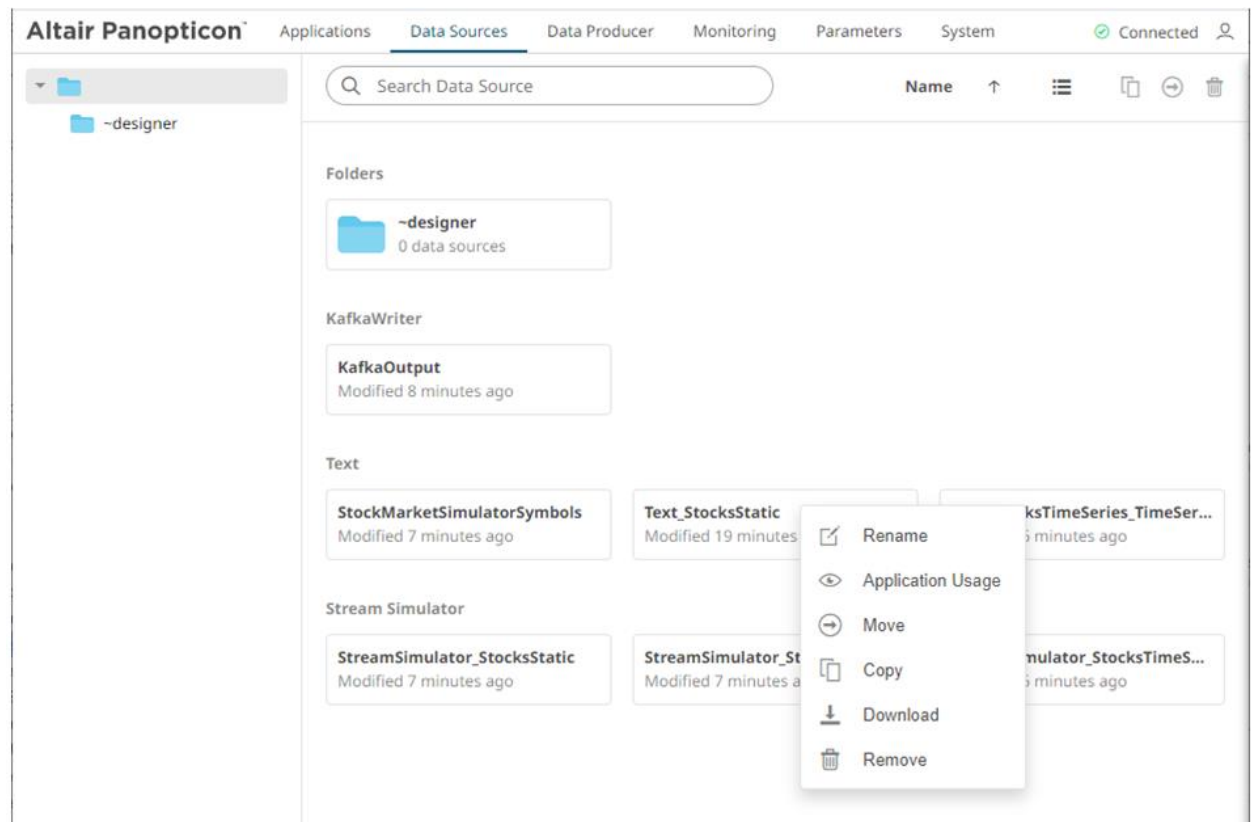 Altair Panopticon™ Applications Data Sources Data Producer Monitoring Parameters System Connected
Search Data Source Name
~designer
Folders
~designer
0 data sources
KafkaWriter
KafkaOutput
Modified 8 minutes ago
Text
StockMarketSimulatorSymbols Text_StocksStatic ksTimeSeries_TimeSer...
Modified 7 minutes ago Modified 19 minutes minutes ago
Rename
Application Usage
Stream Simulator
Move
StreamSimulator_StocksStatic StreamSimulator_St mulator_StocksTimeS...
Modified 7 minutes ago Modified 7 minutes a minutes ago
Copy
Download
Remove